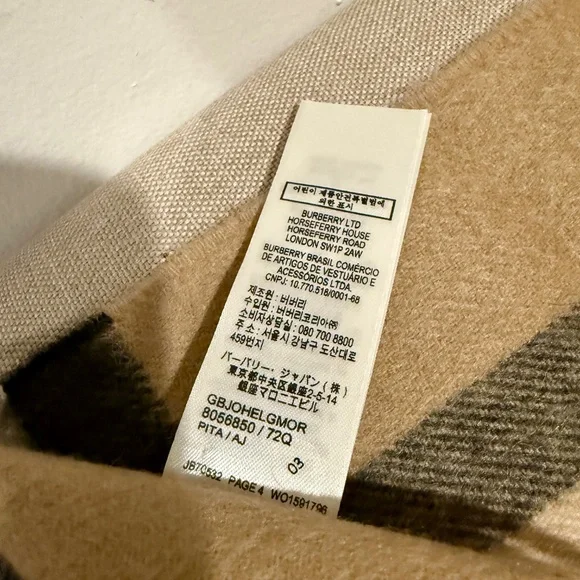 어린이 제품안전특별법에
의한 표시
BURBERRY LTD
HORSEFERRY HOUSE
HORSEFERRY ROAD
LONDON SW1P 2AW
BURBERRY BRASIL COMÉRCIO
DE ARTIGOS DE VESTUÁRIO E
ACESSÓRIOS LTDA.
CNPJ: 10.770.518/0001-68
제조원 : 버버리
수입원 : 버버리코리아㈜
소비자상담실 : 080 700 8800
주소 : 서울시 강남구 도산대로
459번지
バーバリー・ジャパン(株)
東京都中央区銀座2-5-14
銀座マロニエビル
GBJOHELGMOR
8056850 / 72Q
PITA / AJ
03
JB70532 PAGE 4 WO1591796